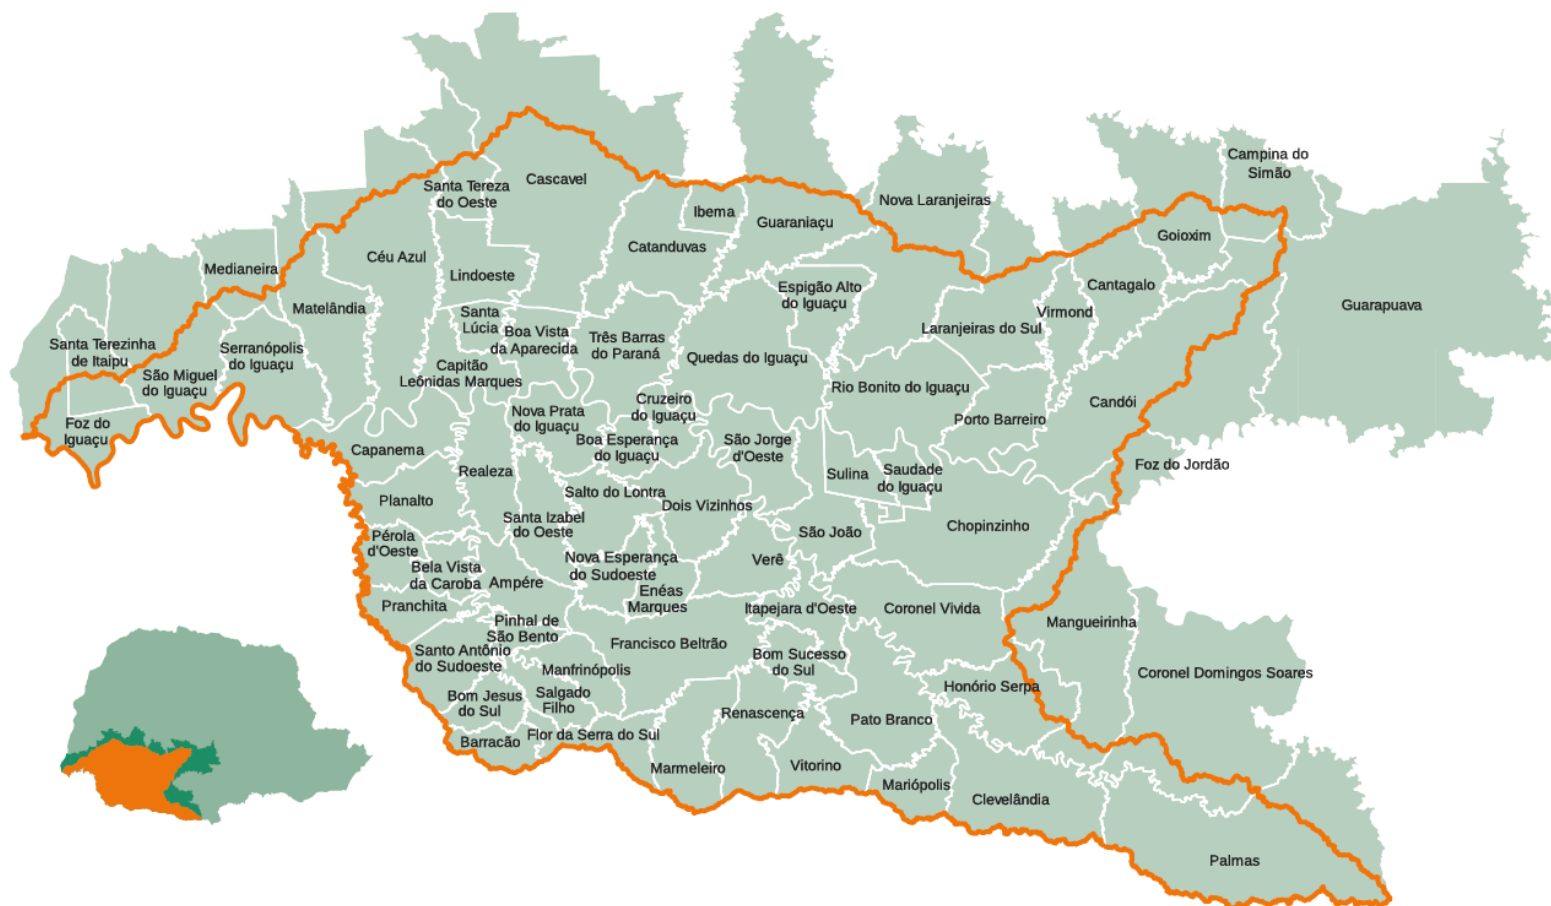 Campina do
Simão
Cascavel
Santa Tereza
do Oeste
Nova Laranjeiras
Ibema
Guaraniaçu
Goioxim
Catanduvas
Céu Azul
Medianeira
Lindoeste
Cantagalo
Espigão Alto
do Iguaçu
Guarapuava
Matelândia
Santa
Lúcia
Virmond
Laranjeiras do Sul
Boa Vista
da Aparecida
Três Barras
do Paraná
Santa Terezinha
de Itaipu
Serranópolis
do Iguaçu
Quedas do Iguaçu
Capitão
Leônidas Marques
São Miguel
do Iguaçu
Rio Bonito do Iguaçu
Cruzeiro
do Iguaçu
Candói
Nova Prata
do Iguaçu
Porto Barreiro
Foz do
Iguaçu
Boa Esperança
do Iguaçu
São Jorge
d'Oeste
Capanema
Foz do Jordão
Realeza
Sulina
Saudade
do Iguaçu
Salto do Lontra
Planalto
Dois Vizinhos
Santa Izabel
do Oeste
Chopinzinho
São João
Pérola
d'Oeste
Nova Esperança
do Sudoeste
Verê
Bela Vista
da Caroba
Ampére
Enéas
Marques
Pranchita
Itapejara d'Oeste
Coronel Vivida
Pinhal de
São Bento
Mangueirinha
Francisco Beltrão
Santo Antônio
do Sudoeste
Bom Sucesso
do Sul
Manfrinópolis
Coronel Domingos Soares
Honório Serpa
Bom Jesus
do Sul
Salgado
Filho
Renascença
Pato Branco
Flor da Serra do Sul
Barracão
Marmeleiro
Vitorino
Mariópolis
Clevelândia
Palmas